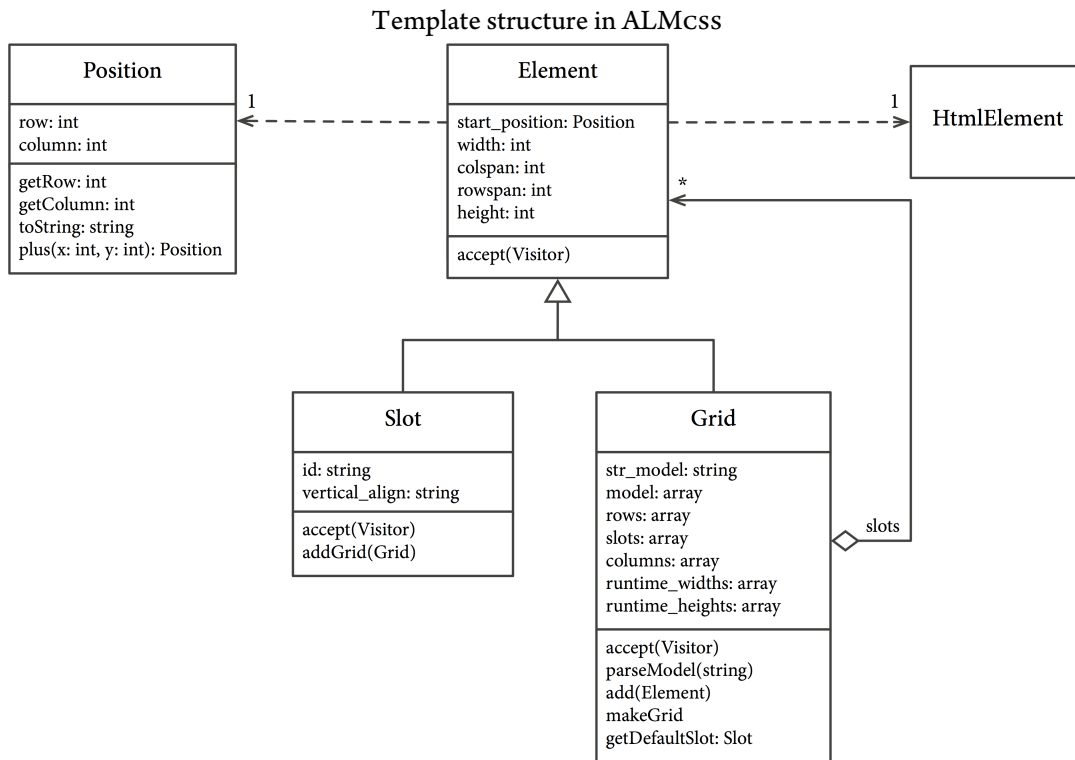 Template structure in ALMcss
Position
row: int
column: int
getRow: int
getColumn: int
toString: string
plus(x: int, y: int): Position
1
Element
start_position: Position
width: int
colspan: int
rowspan: int
height: int
accept(Visitor)
1
HtmlElement
*
Slot
id: string
vertical_align: string
accept(Visitor)
addGrid(Grid)
Grid
str_model: string
model: array
rows: array
slots: array
columns: array
runtime_widths: array
runtime_heights: array
accept(Visitor)
parseModel(string)
add(Element)
makeGrid
getDefaultSlot: Slot
slots